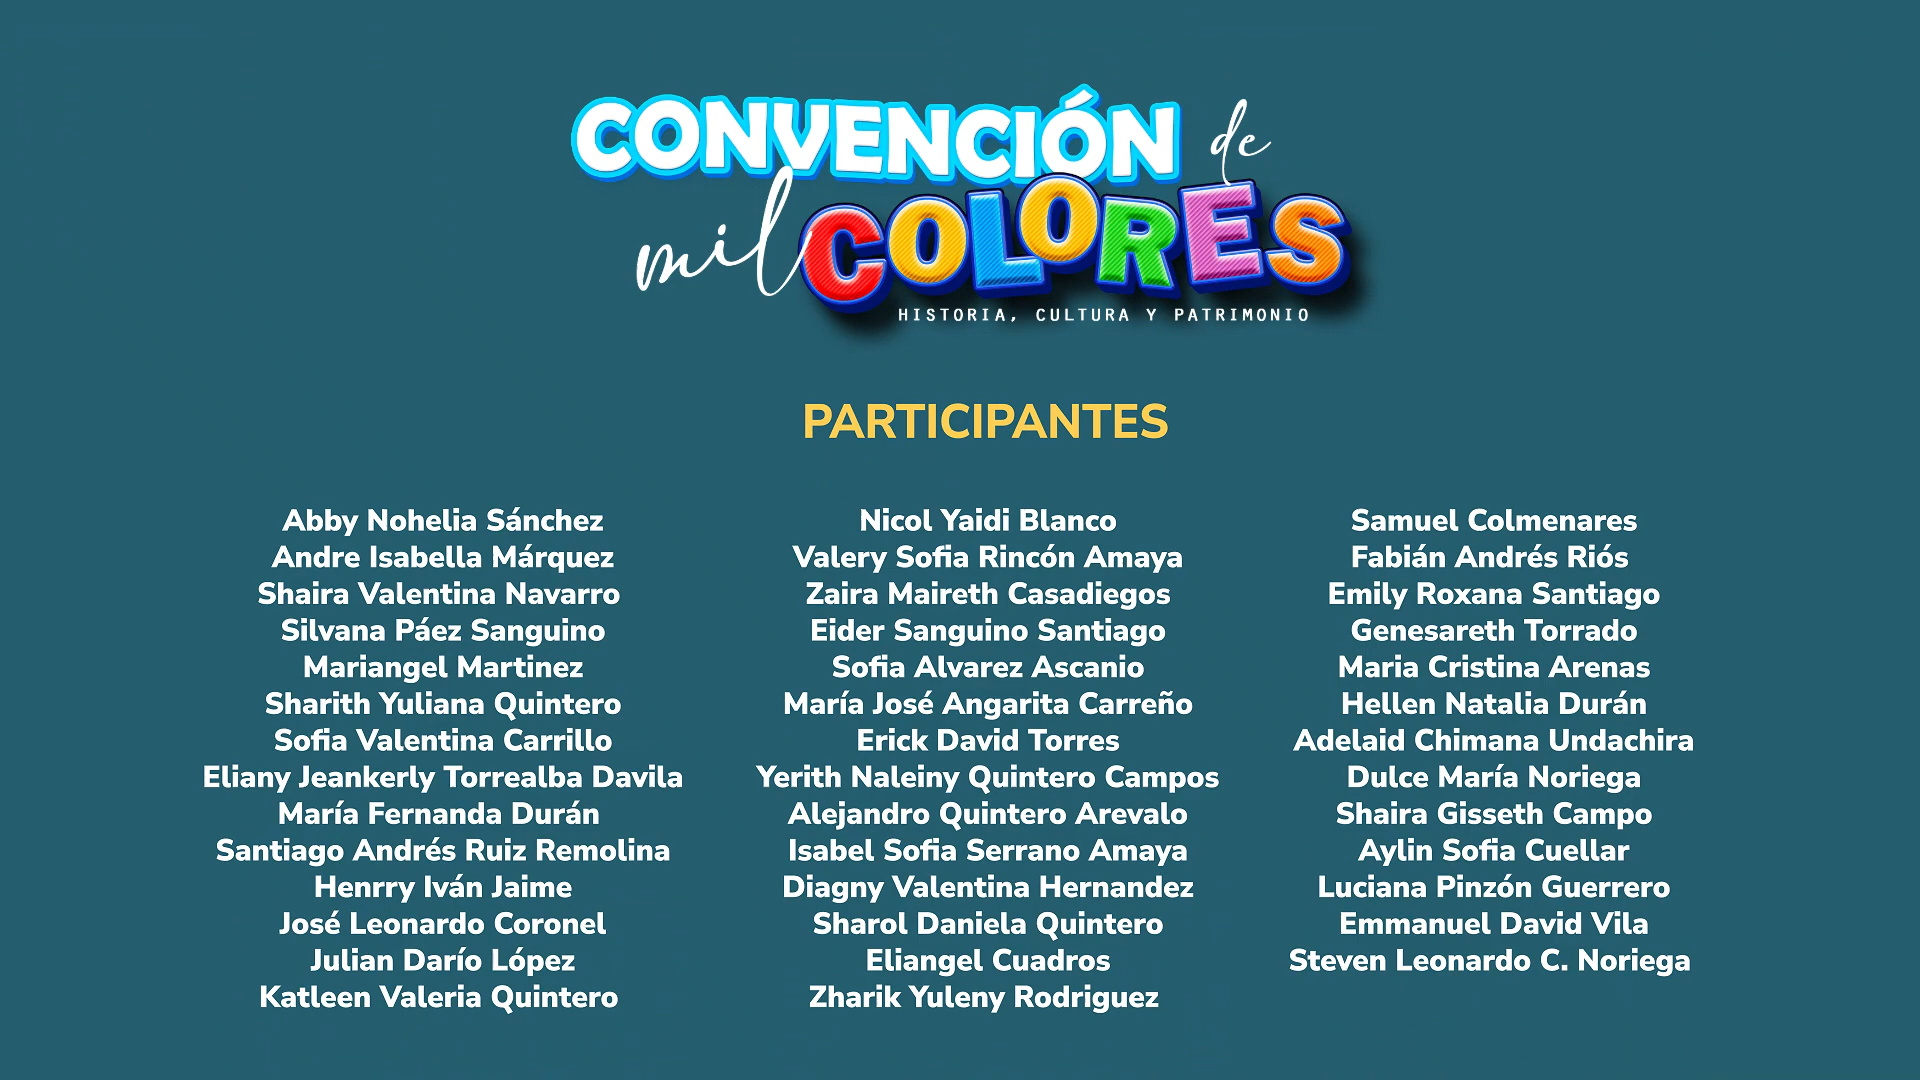 CONVENCIÓN de
mil COLORES
HISTORIA, CULTURA Y PATRIMONIO
PARTICIPANTES
Abby Nohelia Sánchez
Andre Isabella Márquez
Shaira Valentina Navarro
Silvana Páez Sanguino
Mariangel Martinez
Sharith Yuliana Quintero
Sofia Valentina Carrillo
Eliany Jeankerly Torrealba Davila
María Fernanda Durán
Santiago Andrés Ruiz Remolina
Henrry Iván Jaime
José Leonardo Coronel
Julian Darío López
Katleen Valeria Quintero
Nicol Yaidi Blanco
Valery Sofia Rincón Amaya
Zaira Maireth Casadiegos
Eider Sanguino Santiago
Sofia Alvarez Ascanio
María José Angarita Carreño
Erick David Torres
Yerith Naleiny Quintero Campos
Alejandro Quintero Arevalo
Isabel Sofia Serrano Amaya
Diagny Valentina Hernandez
Sharol Daniela Quintero
Eliangel Cuadros
Zharik Yuleny Rodriguez
Samuel Colmenares
Fabián Andrés Riós
Emily Roxana Santiago
Genesareth Torrado
Maria Cristina Arenas
Hellen Natalia Durán
Adelaid Chimana Undachira
Dulce María Noriega
Shaira Gisseth Campo
Aylin Sofia Cuellar
Luciana Pinzón Guerrero
Emmanuel David Vila
Steven Leonardo C. Noriega